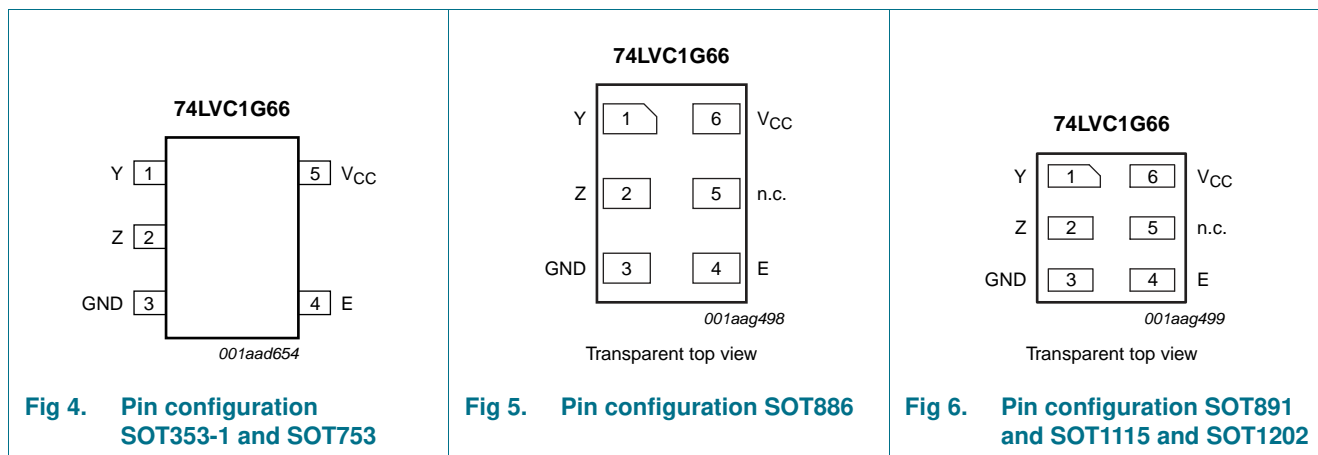 74LVC1G66
Y 1 5 VCC
Z 2
GND 3 4 E
001aad654
Fig 4. Pin configuration
SOT353-1 and SOT753
74LVC1G66
Y 1 6 VCC
Z 2 5 n.c.
GND 3 4 E
001aag498
Transparent top view
Fig 5. Pin configuration SOT886
74LVC1G66
Y 1 6 VCC
Z 2 5 n.c.
GND 3 4 E
001aag499
Transparent top view
Fig 6. Pin configuration SOT891
and SOT1115 and SOT1202